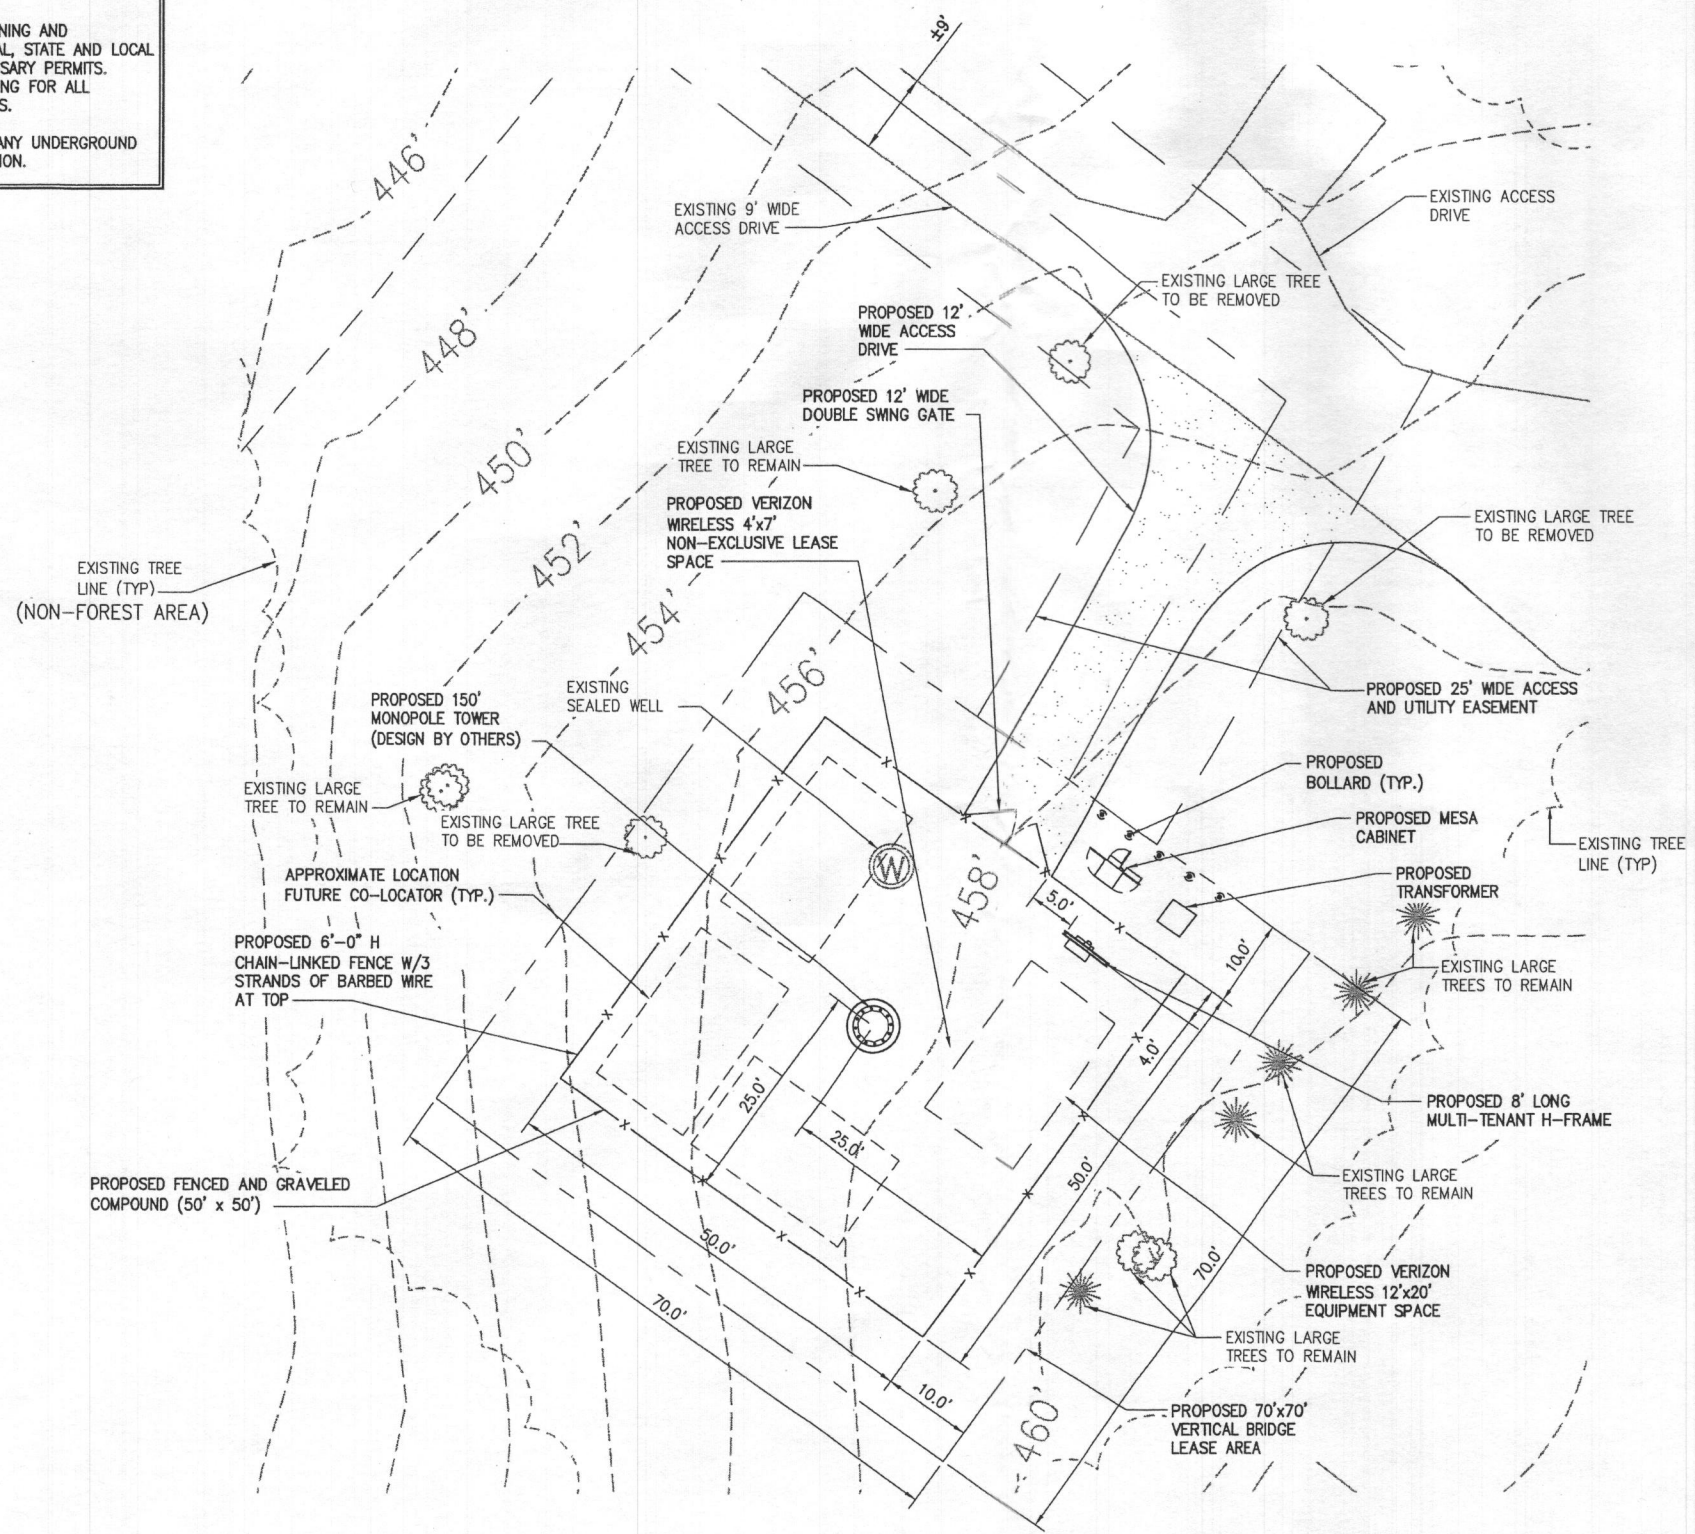 NING AND
AL, STATE AND LOCAL
SARY PERMITS.
NG FOR ALL
S.
ANY UNDERGROUND
ION.
±9'
446'
448'
450'
452'
454'
456'
458'
460'
EXISTING 9' WIDE
ACCESS DRIVE
EXISTING ACCESS
DRIVE
EXISTING LARGE TREE
TO BE REMOVED
PROPOSED 12'
WIDE ACCESS
DRIVE
PROPOSED 12' WIDE
DOUBLE SWING GATE
EXISTING LARGE
TREE TO REMAIN
PROPOSED VERIZON
WIRELESS 4'x7'
NON-EXCLUSIVE LEASE
SPACE
EXISTING LARGE TREE
TO BE REMOVED
EXISTING TREE
LINE (TYP)
(NON-FOREST AREA)
PROPOSED 150'
MONOPOLE TOWER
(DESIGN BY OTHERS)
EXISTING
SEALED WELL
PROPOSED 25' WIDE ACCESS
AND UTILITY EASEMENT
PROPOSED
BOLLARD (TYP.)
EXISTING LARGE
TREE TO REMAIN
EXISTING LARGE TREE
TO BE REMOVED
PROPOSED MESA
CABINET
EXISTING TREE
LINE (TYP)
W
APPROXIMATE LOCATION
FUTURE CO-LOCATOR (TYP.)
PROPOSED
TRANSFORMER
5.0'
10.0'
PROPOSED 6'-0" H
CHAIN-LINKED FENCE W/3
STRANDS OF BARBED WIRE
AT TOP
EXISTING LARGE
TREES TO REMAIN
4.0'
25.0'
25.0'
PROPOSED 8' LONG
MULTI-TENANT H-FRAME
50.0'
PROPOSED FENCED AND GRAVELED
COMPOUND (50' x 50')
EXISTING LARGE
TREES TO REMAIN
50.0'
70.0'
PROPOSED VERIZON
WIRELESS 12'x20'
EQUIPMENT SPACE
70.0'
EXISTING LARGE
TREES TO REMAIN
10.0'
PROPOSED 70'x70'
VERTICAL BRIDGE
LEASE AREA